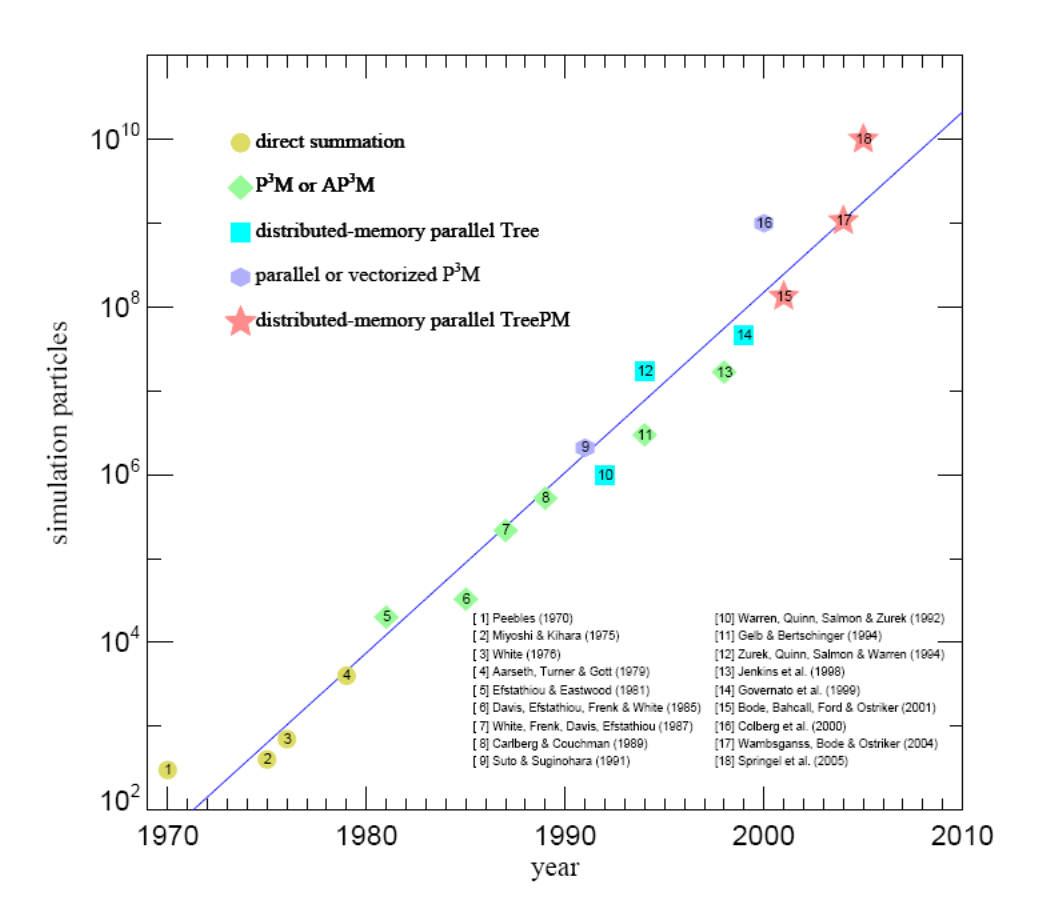 10^10
10^8
10^6
10^4
10^2
simulation particles
direct summation
P³M or AP³M
distributed-memory parallel Tree
parallel or vectorized P³M
distributed-memory parallel TreePM
18
17
16
15
14
13
12
11
10
9
8
7
6
5
4
3
2
1
[ 1] Peebles (1970)
[ 2] Miyoshi & Kihara (1975)
[ 3] White (1976)
[ 4] Aarseth, Turner & Gott (1979)
[ 5] Efstathiou & Eastwood (1981)
[ 6] Davis, Efstathiou, Frenk & White (1985)
[ 7] White, Frenk, Davis, Efstathiou (1987)
[ 8] Carlberg & Couchman (1989)
[ 9] Suto & Suginohara (1991)
[10] Warren, Quinn, Salmon & Zurek (1992)
[11] Gelb & Bertschinger (1994)
[12] Zurek, Quinn, Salmon & Warren (1994)
[13] Jenkins et al. (1998)
[14] Governato et al. (1999)
[15] Bode, Bahcall, Ford & Ostriker (2001)
[16] Colberg et al. (2000)
[17] Wambsganss, Bode & Ostriker (2004)
[18] Springel et al. (2005)
1970 1980 1990 2000 2010
year